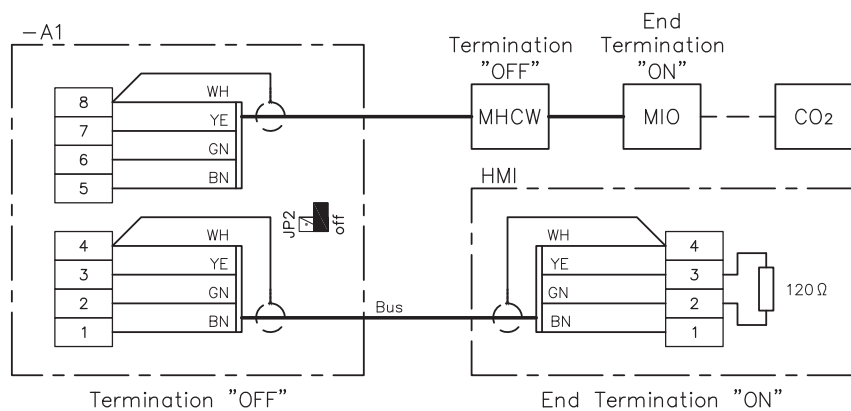 -A1
Termination
"OFF"
End
Termination
"ON"
8 WH
7 YE
6 GN
5 BN
MHCW
MIO
CO2
HMI
JP2
off
4 WH
3 YE
2 GN
1 BN
Bus
WH 4
YE 3
GN 2
BN 1
120Ω
Termination "OFF"
End Termination "ON"